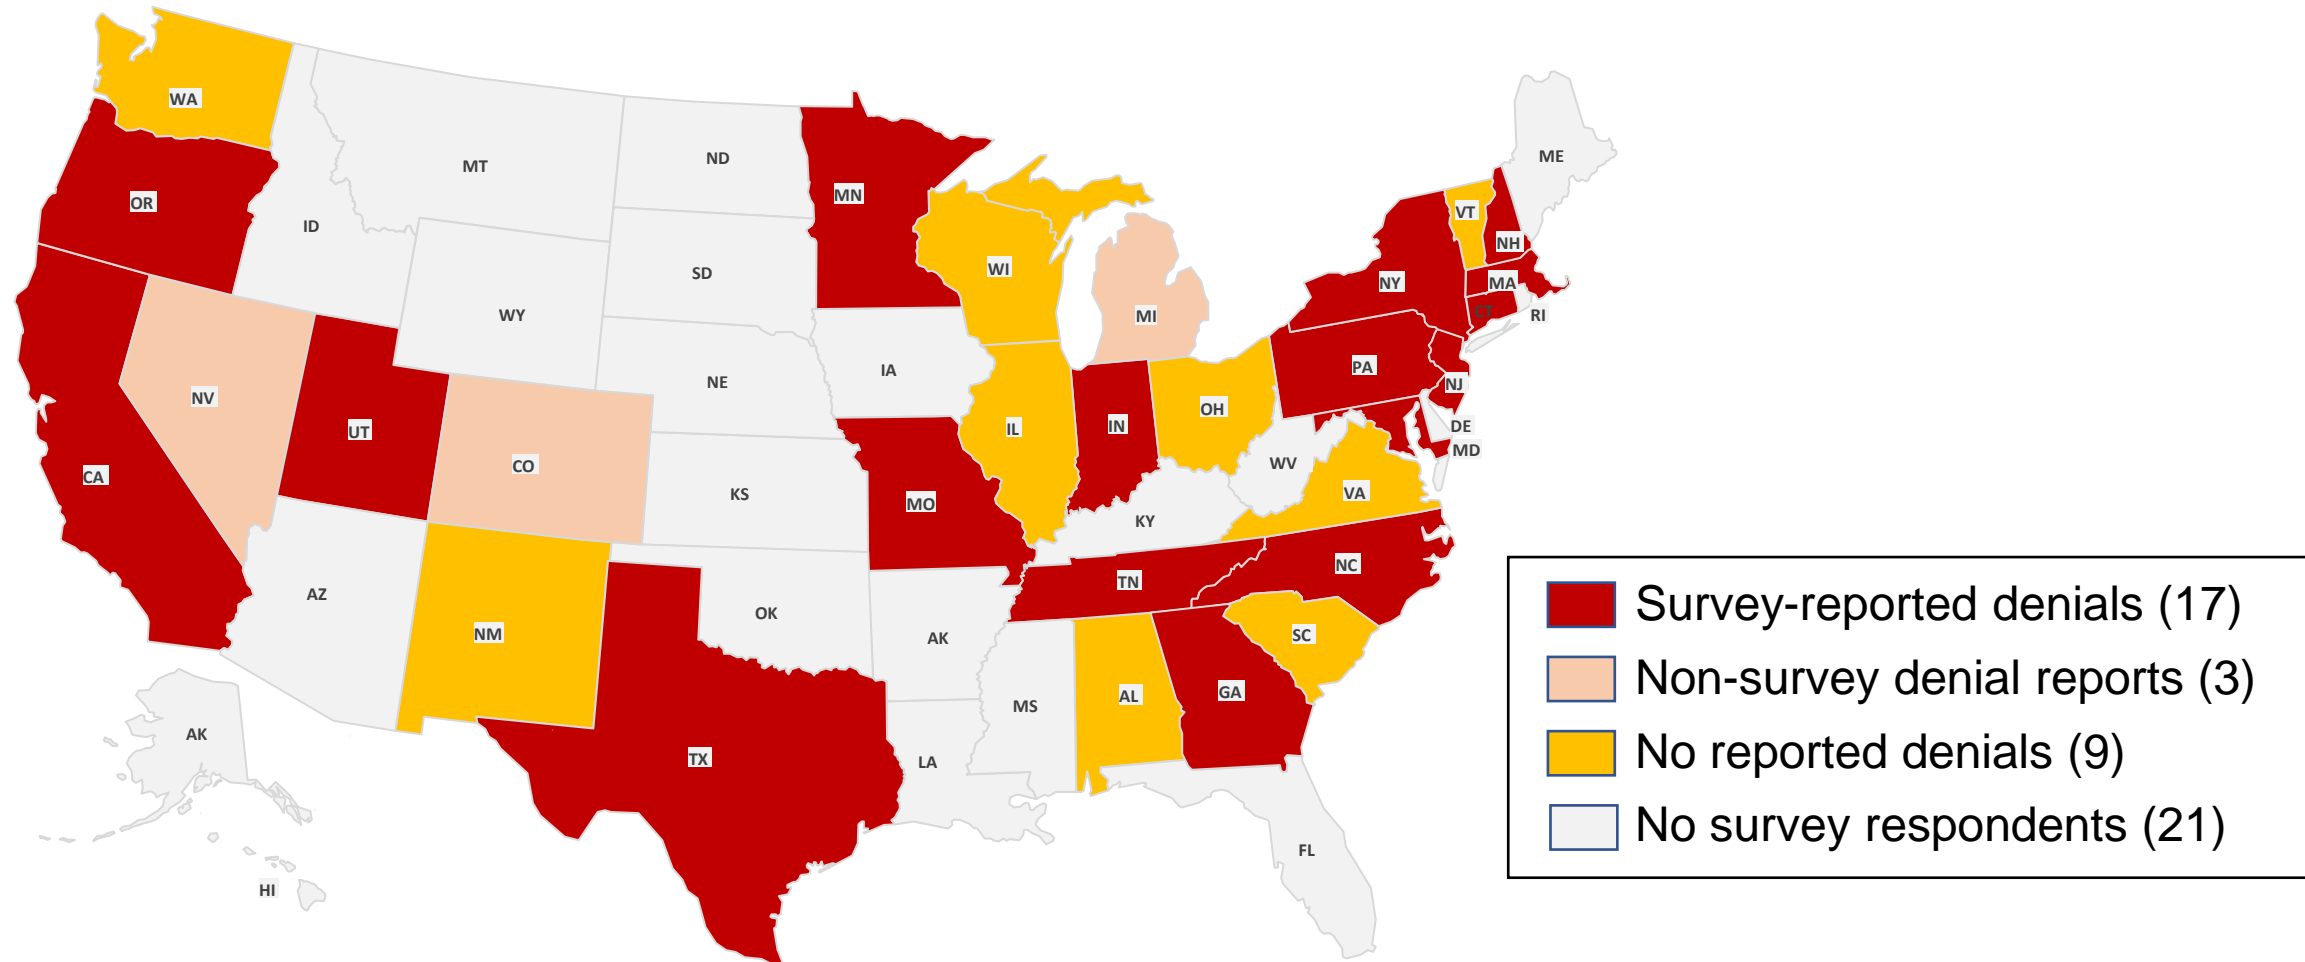 WA
MT
ND
ME
OR
MN
VT
ID
NH
SD
WI
NY
MA
WY
MI
CT
RI
IA
PA
NE
NJ
NV
OH
IN
DE
UT
IL
MD
CO
WV
CA
KS
VA
MO
KY
NC
TN
AZ
OK
NM
AK
SC
GA
AL
MS
AK
TX
LA
FL
HI
Survey-reported denials (17)
Non-survey denial reports (3)
No reported denials (9)
No survey respondents (21)